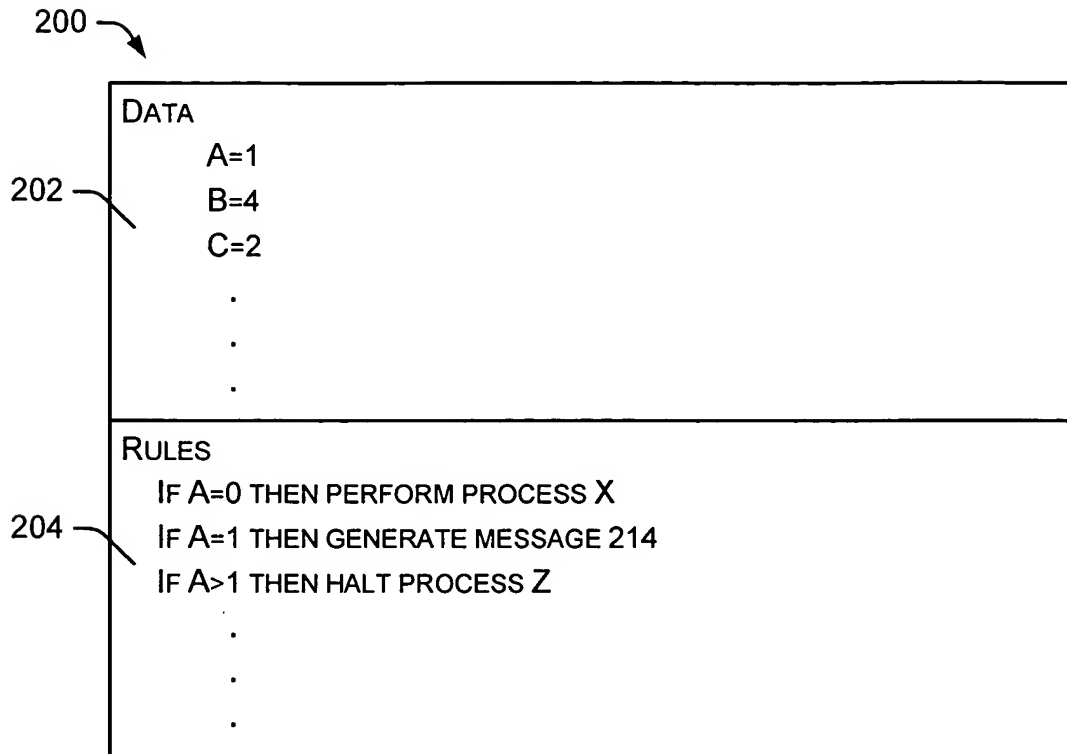 200
DATA
A=1
202
B=4
C=2
.
.
.
RULES
IF A=0 THEN PERFORM PROCESS X
204
IF A=1 THEN GENERATE MESSAGE 214
IF A>1 THEN HALT PROCESS Z
.
.
.